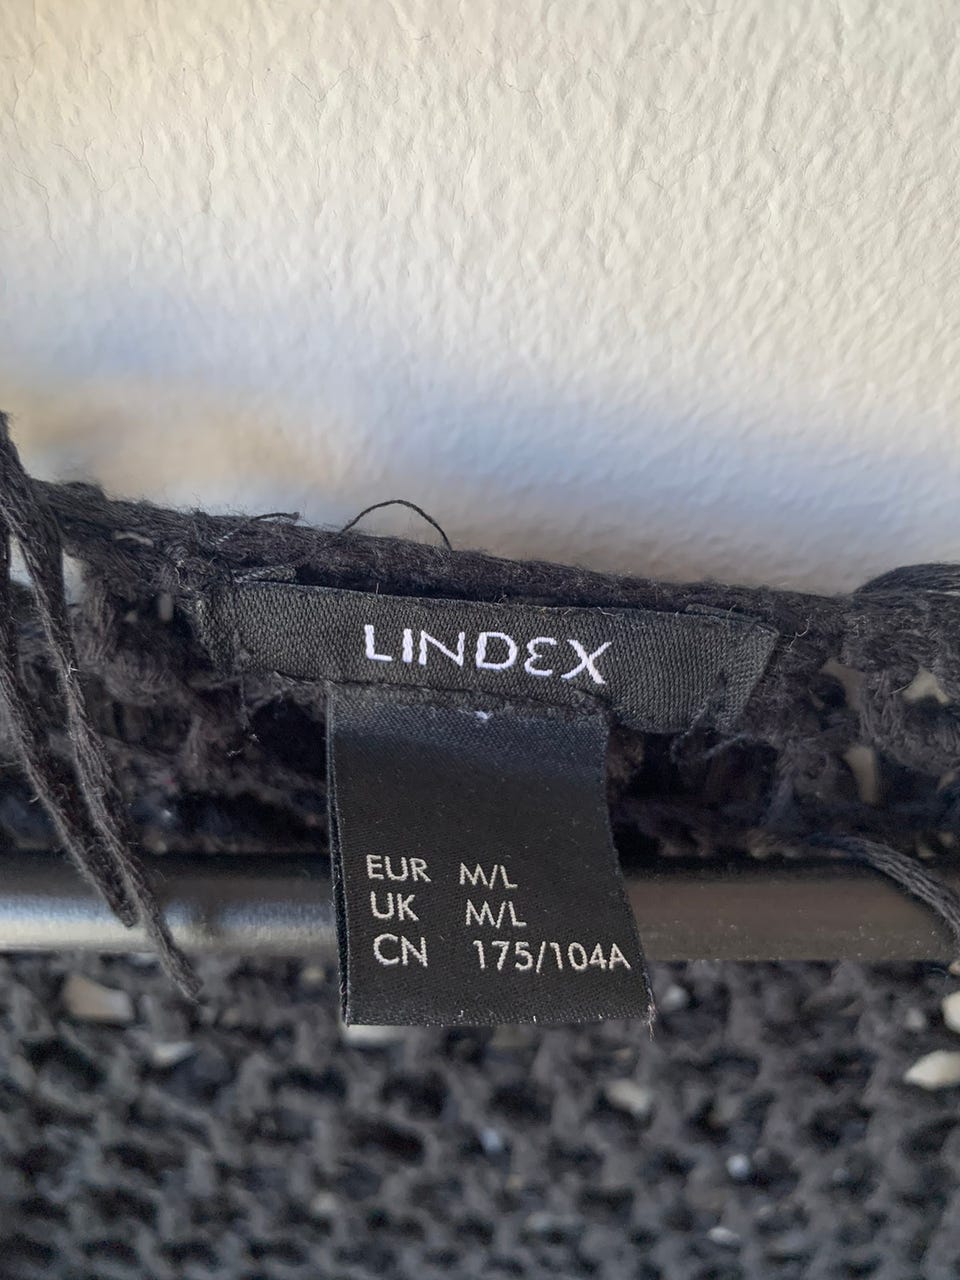 LINDEX
EUR M/L
UK M/L
CN 175/104A